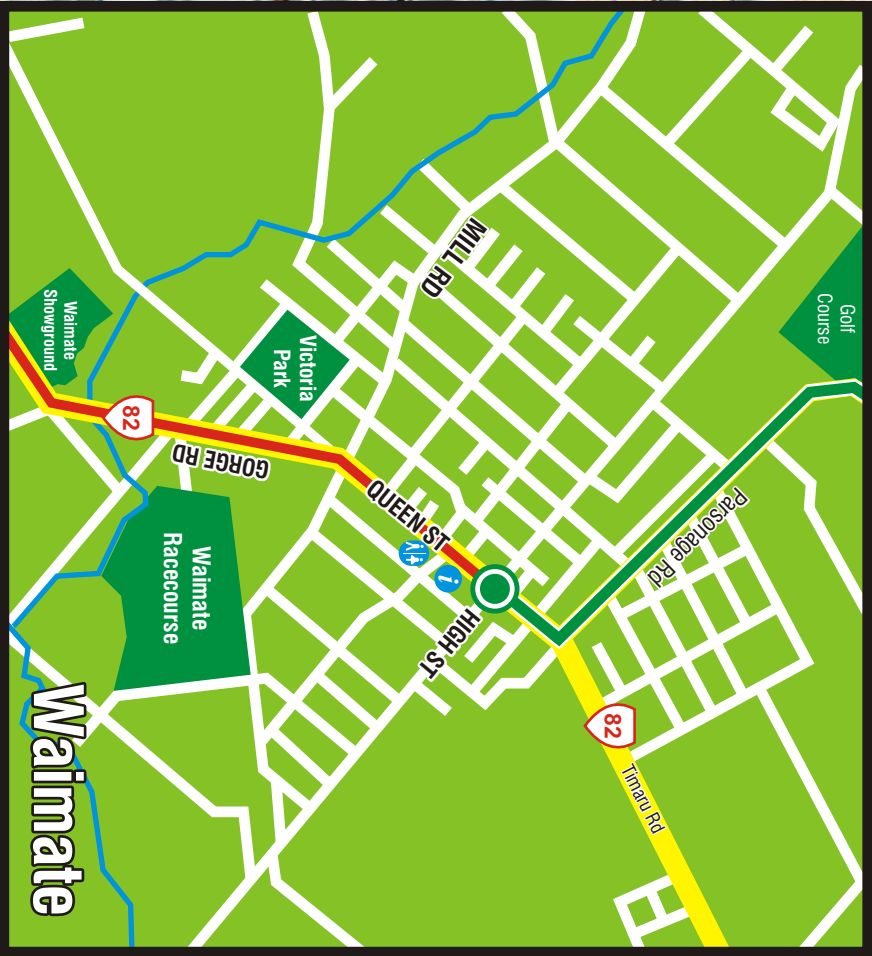 Golf
Course
MILL RD
Waimate
Showground
Victoria
Park
82
GORGE RD
QUEEN ST
Parsonage Rd
i
HIGH ST
Waimate
Racecourse
82
Timaru Rd
Waimate